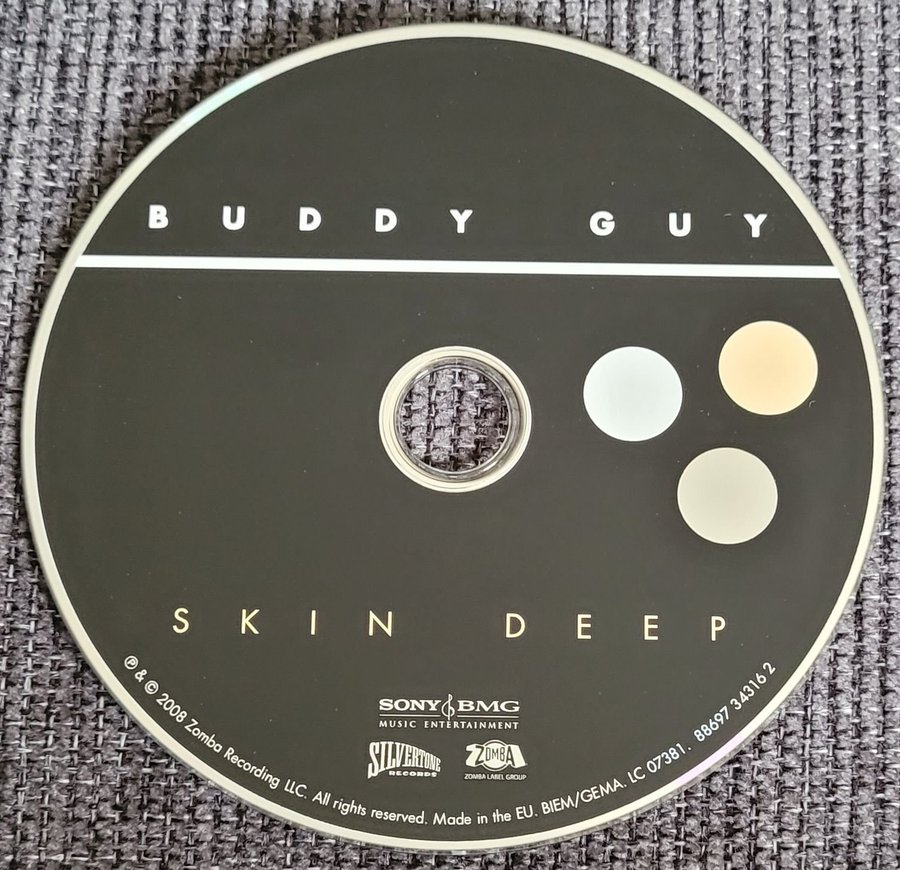 BUDDY GUY
SKIN DEEP
SONY BMG
MUSIC ENTERTAINMENT
SILVERTONE
RECORDS
ZOMBA
ZOMBA LABEL GROUP
℗ & © 2008 Zomba Recording LLC. All rights reserved. Made in the EU. BIEM/GEMA. LC 07381. 88697 34316 2